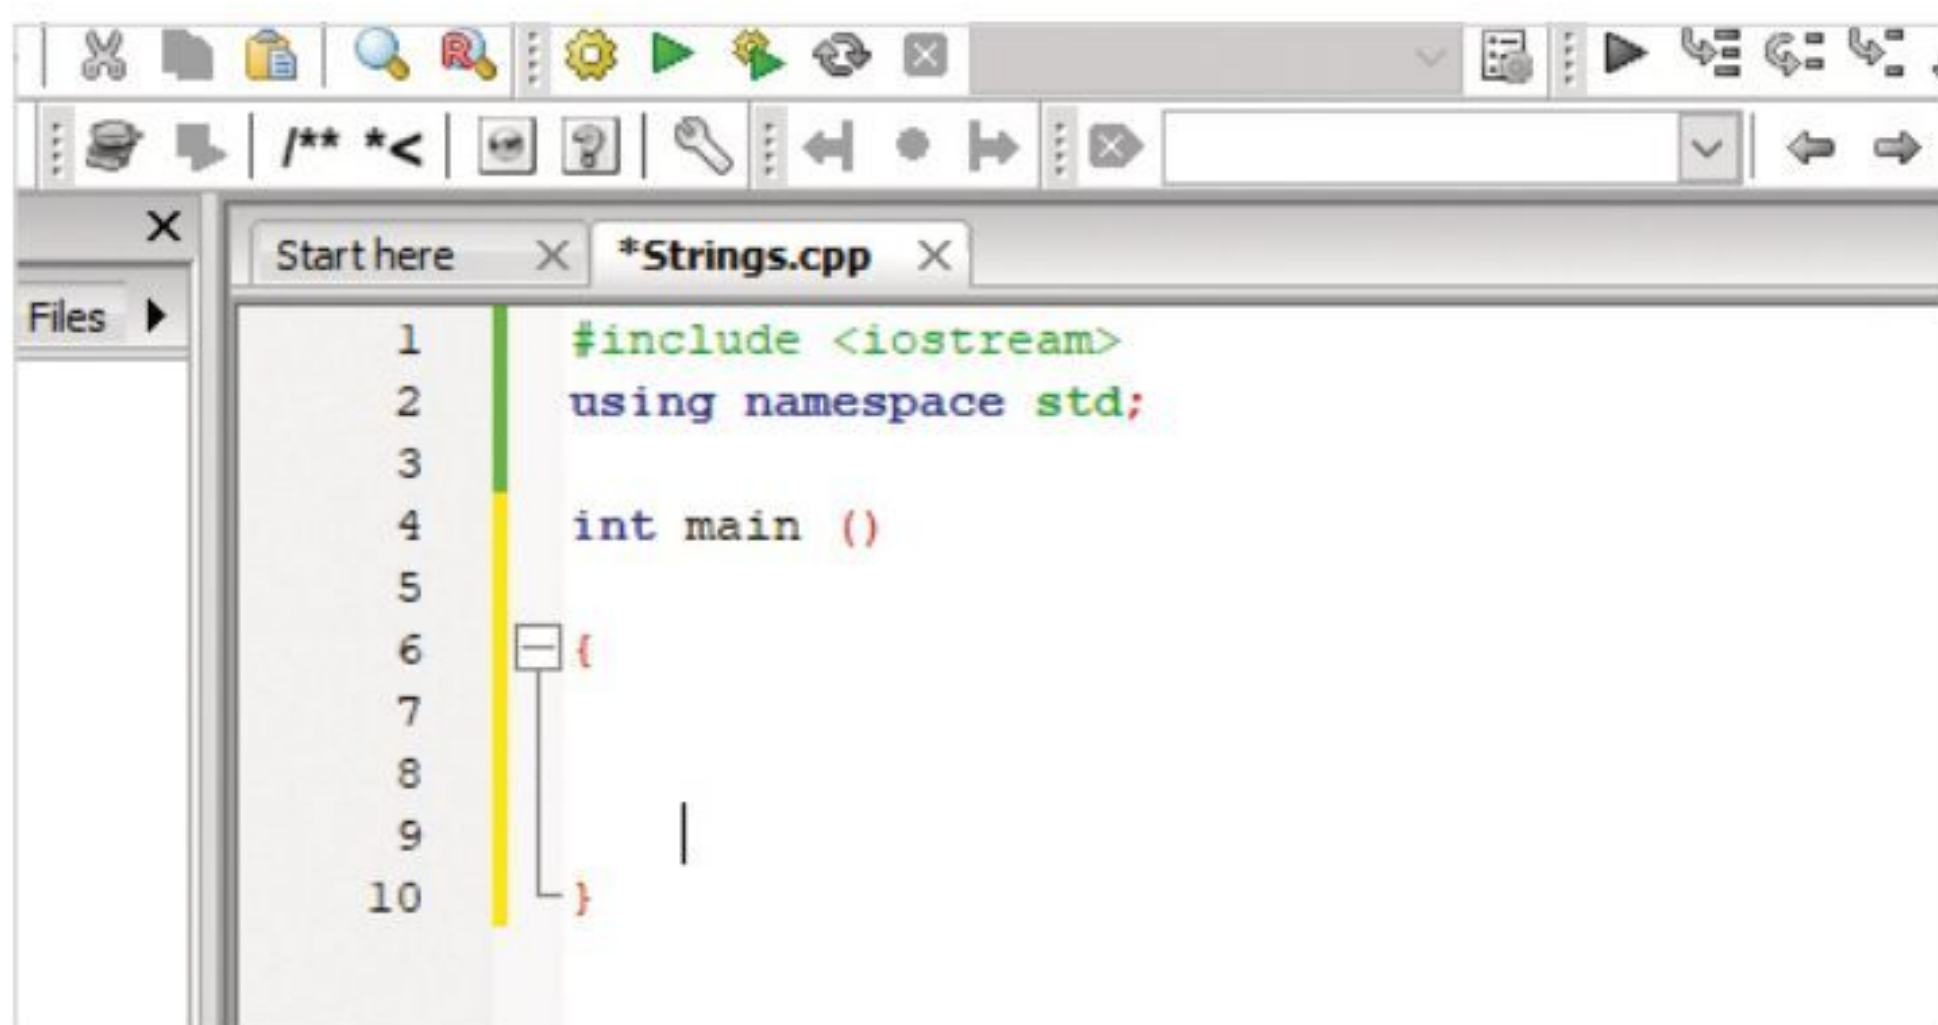 /** *<
Start here
*Strings.cpp
Files
1 #include <iostream>
2 using namespace std;
3
4 int main ()
5
6 {
7
8
9
10 }